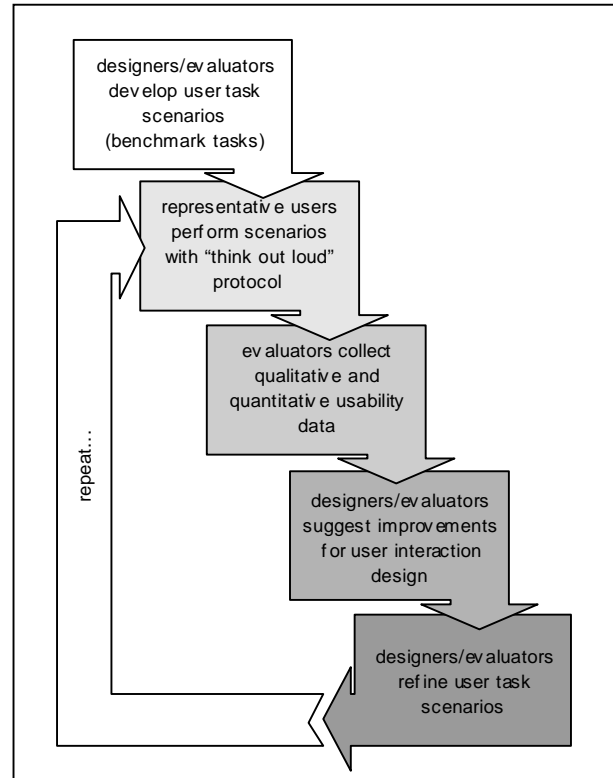 designers/evaluators
develop user task
scenarios
(benchmark tasks)
representative users
perform scenarios
with “think out loud”
protocol
evaluators collect
qualitative and
quantitative usability
data
designers/evaluators
suggest improvements
for user interaction
design
designers/evaluators
refine user task
scenarios
repeat...